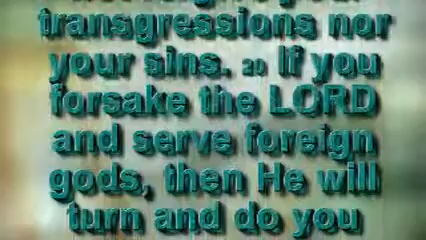 transgressions nor
your sins. 20 If you
forsake the LORD
and serve foreign
gods, then He will
turn and do you